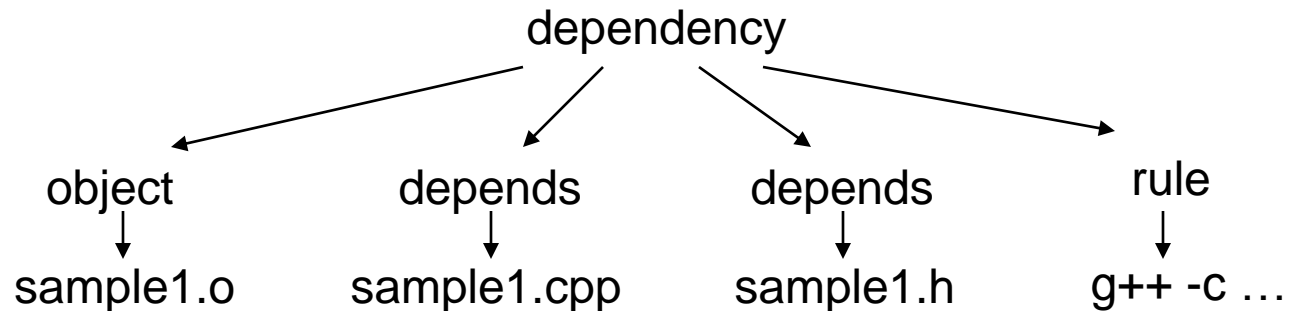 dependency
object depends depends rule
sample1.o sample1.cpp sample1.h g++ -c …